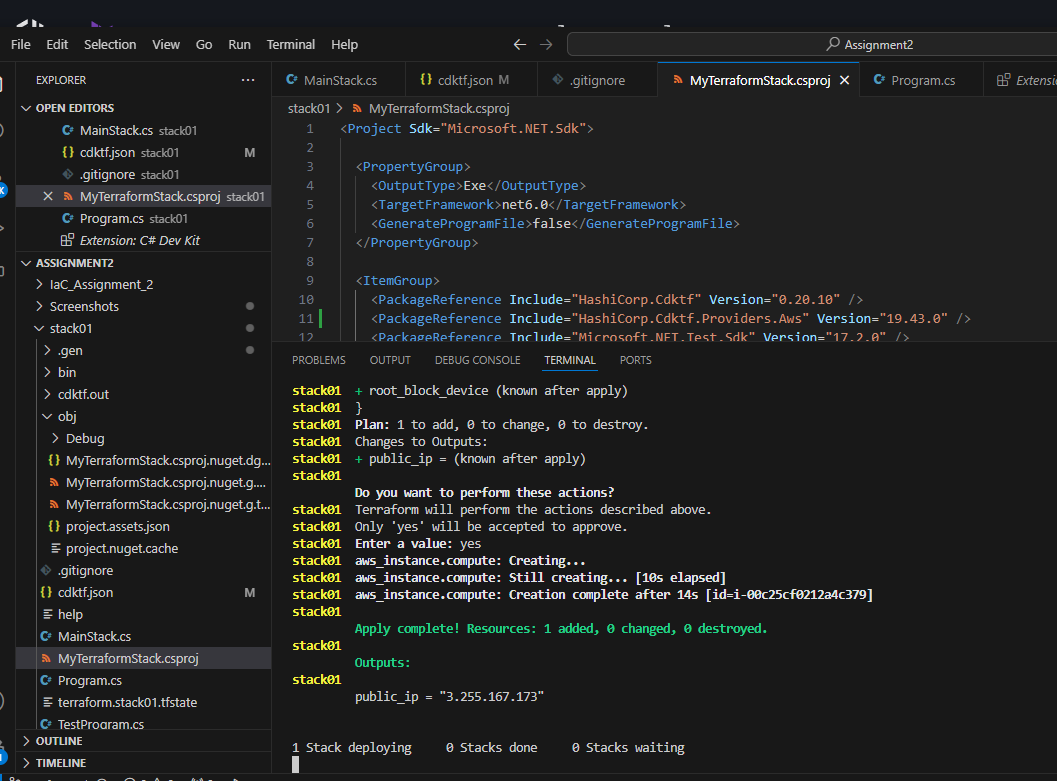 File Edit Selection View Go Run Terminal Help
Assignment2
EXPLORER
OPEN EDITORS
MainStack.cs stack01
cdktf.json stack01 M
.gitignore stack01
MyTerraformStack.csproj stack01
Program.cs stack01
Extension: C# Dev Kit
ASSIGNMENT2
IaC_Assignment_2
Screenshots
stack01
.gen
bin
cdktf.out
obj
Debug
MyTerraformStack.csproj.nuget.dg...
MyTerraformStack.csproj.nuget.g....
MyTerraformStack.csproj.nuget.g.t...
project.assets.json
project.nuget.cache
.gitignore
cdktf.json M
help
MainStack.cs
MyTerraformStack.csproj
Program.cs
terraform.stack01.tfstate
TestProgram.cs
OUTLINE
TIMELINE
MainStack.cs cdktf.json M .gitignore MyTerraformStack.csproj Program.cs
stack01 > MyTerraformStack.csproj
1 <Project Sdk="Microsoft.NET.Sdk">
2
3 <PropertyGroup>
4 <OutputType>Exe</OutputType>
5 <TargetFramework>net6.0</TargetFramework>
6 <GenerateProgramFile>false</GenerateProgramFile>
7 </PropertyGroup>
8
9 <ItemGroup>
10 <PackageReference Include="HashiCorp.Cdktf" Version="0.20.10" />
11 <PackageReference Include="HashiCorp.Cdktf.Providers.Aws" Version="19.43.0" />
12 <PackageReference Include="Microsoft.NET.Test.Sdk" Version="17.2.0" />
PROBLEMS OUTPUT DEBUG CONSOLE TERMINAL PORTS
stack01 + root_block_device (known after apply)
stack01 }
stack01 Plan: 1 to add, 0 to change, 0 to destroy.
stack01 Changes to Outputs:
stack01 + public_ip = (known after apply)
stack01
Do you want to perform these actions?
stack01 Terraform will perform the actions described above.
stack01 Only 'yes' will be accepted to approve.
stack01 Enter a value: yes
stack01 aws_instance.compute: Creating...
stack01 aws_instance.compute: Still creating... [10s elapsed]
stack01 aws_instance.compute: Creation complete after 14s [id=i-00c25cf0212a4c379]
stack01
Apply complete! Resources: 1 added, 0 changed, 0 destroyed.
stack01
Outputs:
stack01
public_ip = "3.255.167.173"
1 Stack deploying 0 Stacks done 0 Stacks waiting